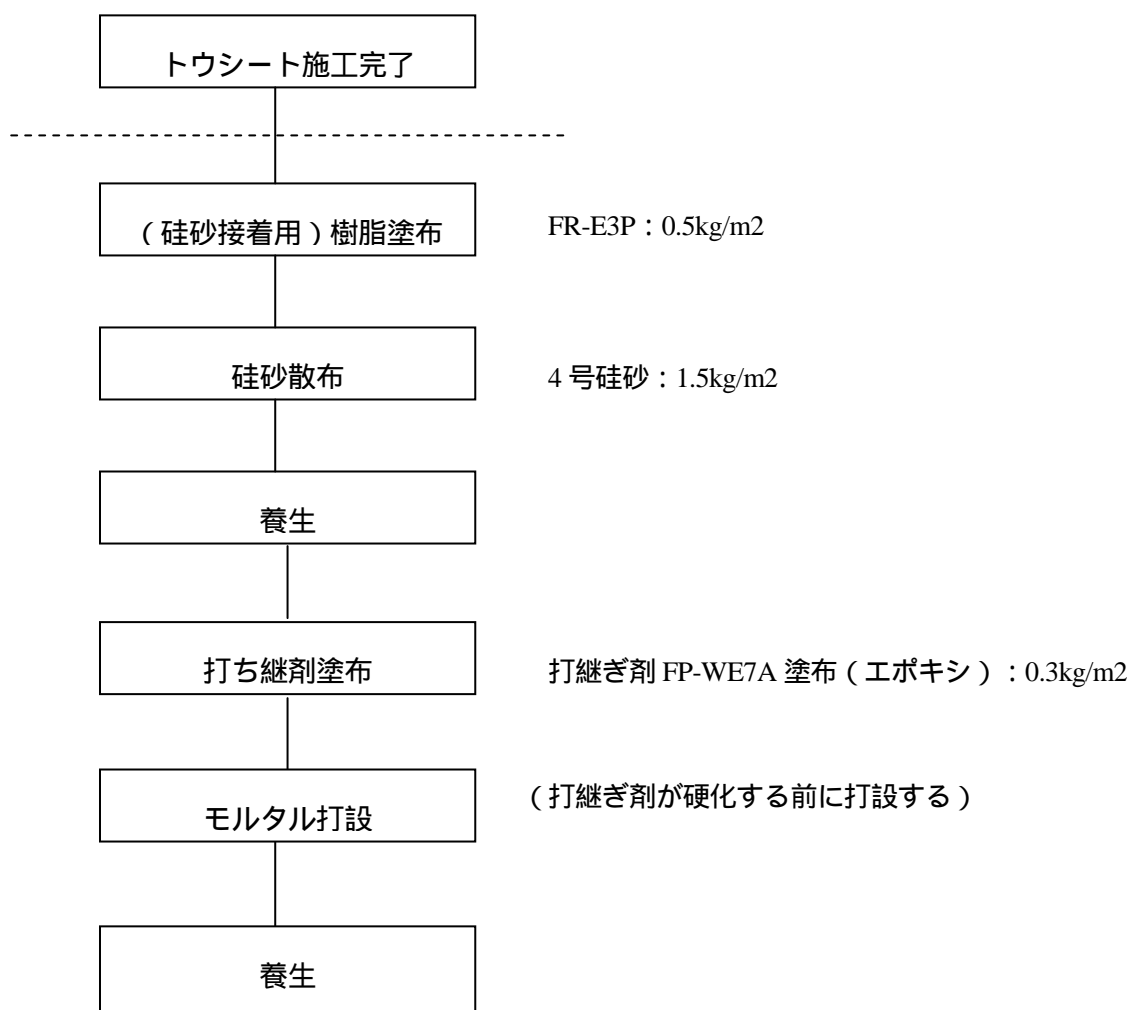 トウシート施工完了
(硅砂接着用)樹脂塗布
FR-E3P:0.5kg/m2
硅砂散布
4 号硅砂:1.5kg/m2
養生
打ち継剤塗布
打継ぎ剤 FP-WE7A 塗布(エポキシ):0.3kg/m2
モルタル打設
(打継ぎ剤が硬化する前に打設する)
養生